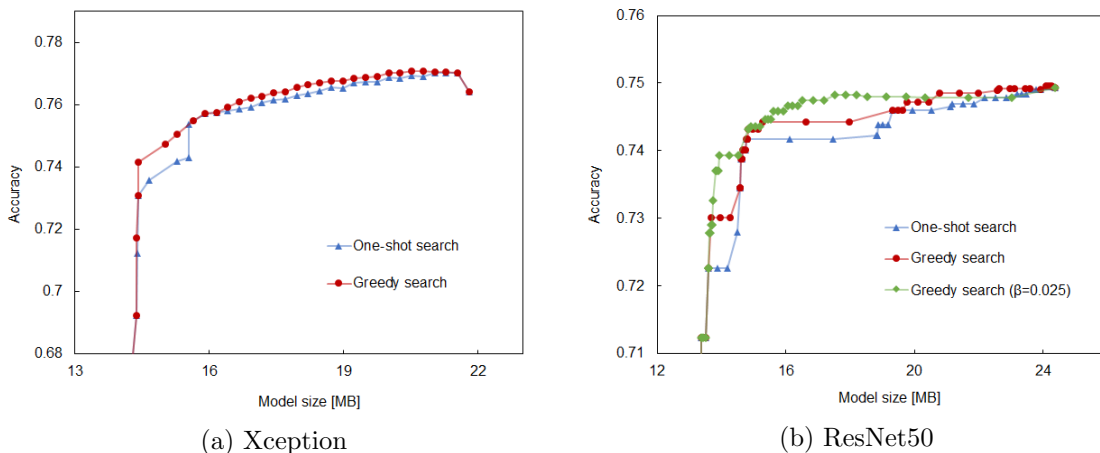 0.78
0.76
0.74
0.72
0.7
0.68
Accuracy
13
16
19
22
Model size [MB]
One-shot search
Greedy search
(a) Xception
0.76
0.75
0.74
0.73
0.72
0.71
Accuracy
12
16
20
24
Model size [MB]
One-shot search
Greedy search
Greedy search (β=0.025)
(b) ResNet50